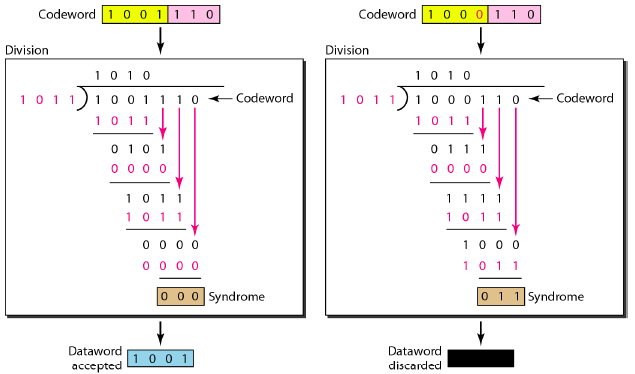 Codeword 1 0 0 1 1 1 0
Division
1 0 1 0
1 0 1 1 1 0 0 1 1 1 0 Codeword
1 0 1 1
0 1 0 1
0 0 0 0
1 0 1 1
1 0 1 1
0 0 0 0
0 0 0 0
0 0 0 Syndrome
Dataword
accepted 1 0 0 1
Codeword 1 0 0 0 1 1 0
Division
1 0 1 0
1 0 1 1 1 0 0 0 1 1 0 Codeword
1 0 1 1
0 1 1 1
0 0 0 0
1 1 1 1
1 0 1 1
1 0 0 0
1 0 1 1
0 1 1 Syndrome
Dataword
discarded